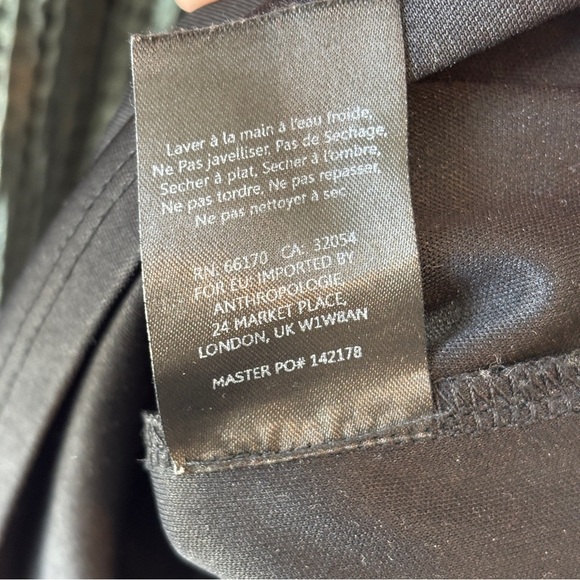 Laver à la main à l'eau froide,
Ne Pas javelliser, Pas de Sechage,
Secher à plat, Secher à l'ombre,
Ne pas tordre, Ne pas repasser,
Ne pas nettoyer à sec
RN: 66170 CA: 32054
FOR EU: IMPORTED BY
ANTHROPOLOGIE,
24 MARKET PLACE,
LONDON, UK W1W8AN
MASTER PO# 142178